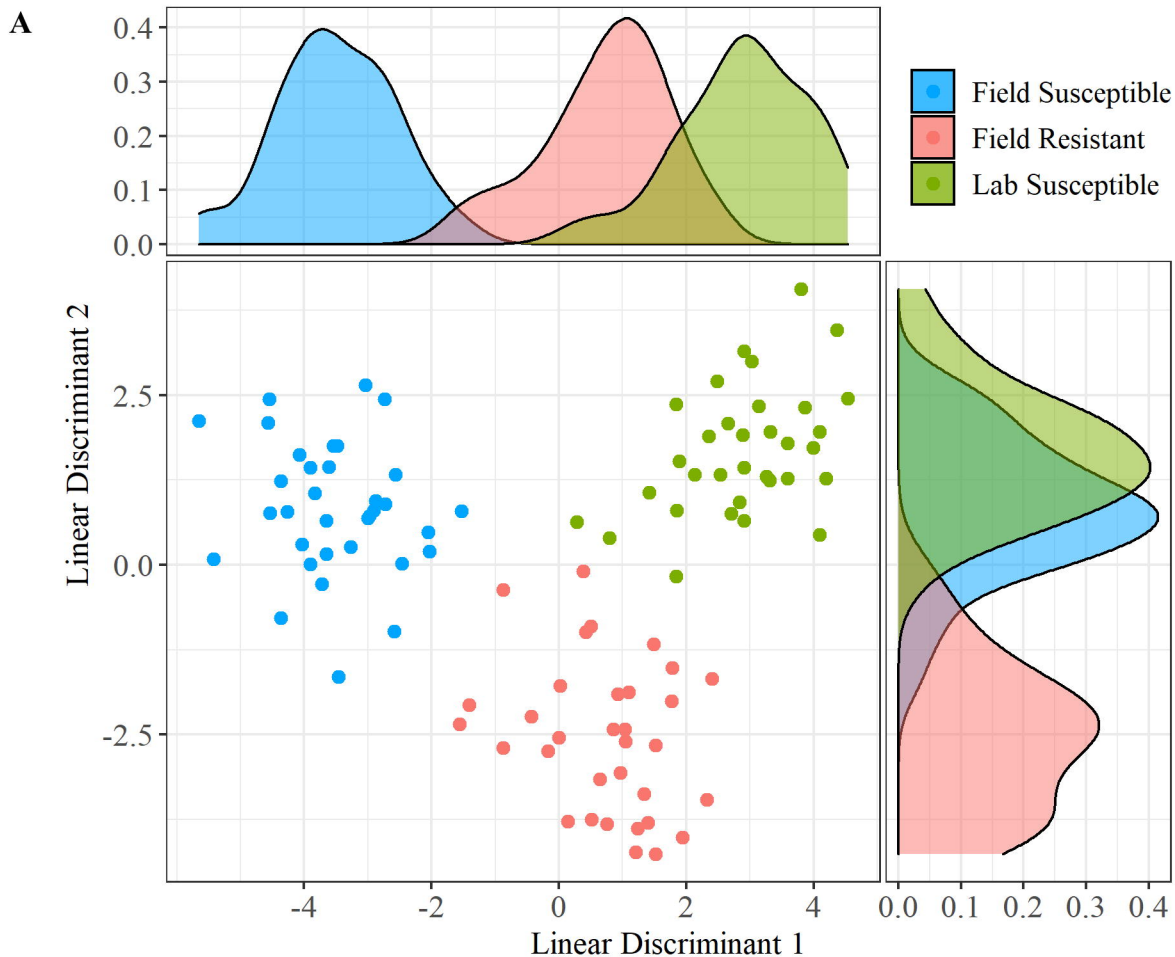 A
0.4
0.3
0.2
0.1
0.0
Field Susceptible
Field Resistant
Lab Susceptible
Linear Discriminant 2
2.5
0.0
-2.5
-4 -2 0 2 4
0.0 0.1 0.2 0.3 0.4
Linear Discriminant 1